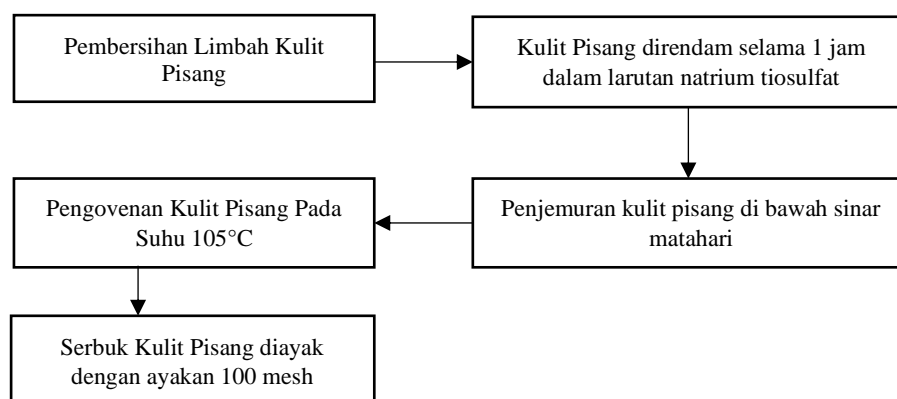 Pembersihan Limbah Kulit
Pisang
Kulit Pisang direndam selama 1 jam
dalam larutan natrium tiosulfat
Penjemuran kulit pisang di bawah sinar
matahari
Pengovenan Kulit Pisang Pada
Suhu 105°C
Serbuk Kulit Pisang diayak
dengan ayakan 100 mesh